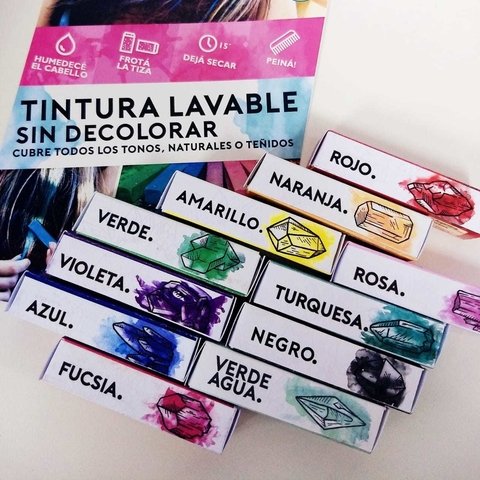 HUMEDECÉ
EL CABELLO
FROTÁ
LA TIZA
15'
DEJÁ SECAR
PEINÁ!
TINTURA LAVABLE
SIN DECOLORAR
CUBRE TODOS LOS TONOS, NATURALES O TEÑIDOS
ROJO.
NARANJA.
AMARILLO.
ROSA.
VERDE.
TURQUESA.
VIOLETA.
NEGRO.
AZUL.
VERDE
AGUA.
FUCSIA.